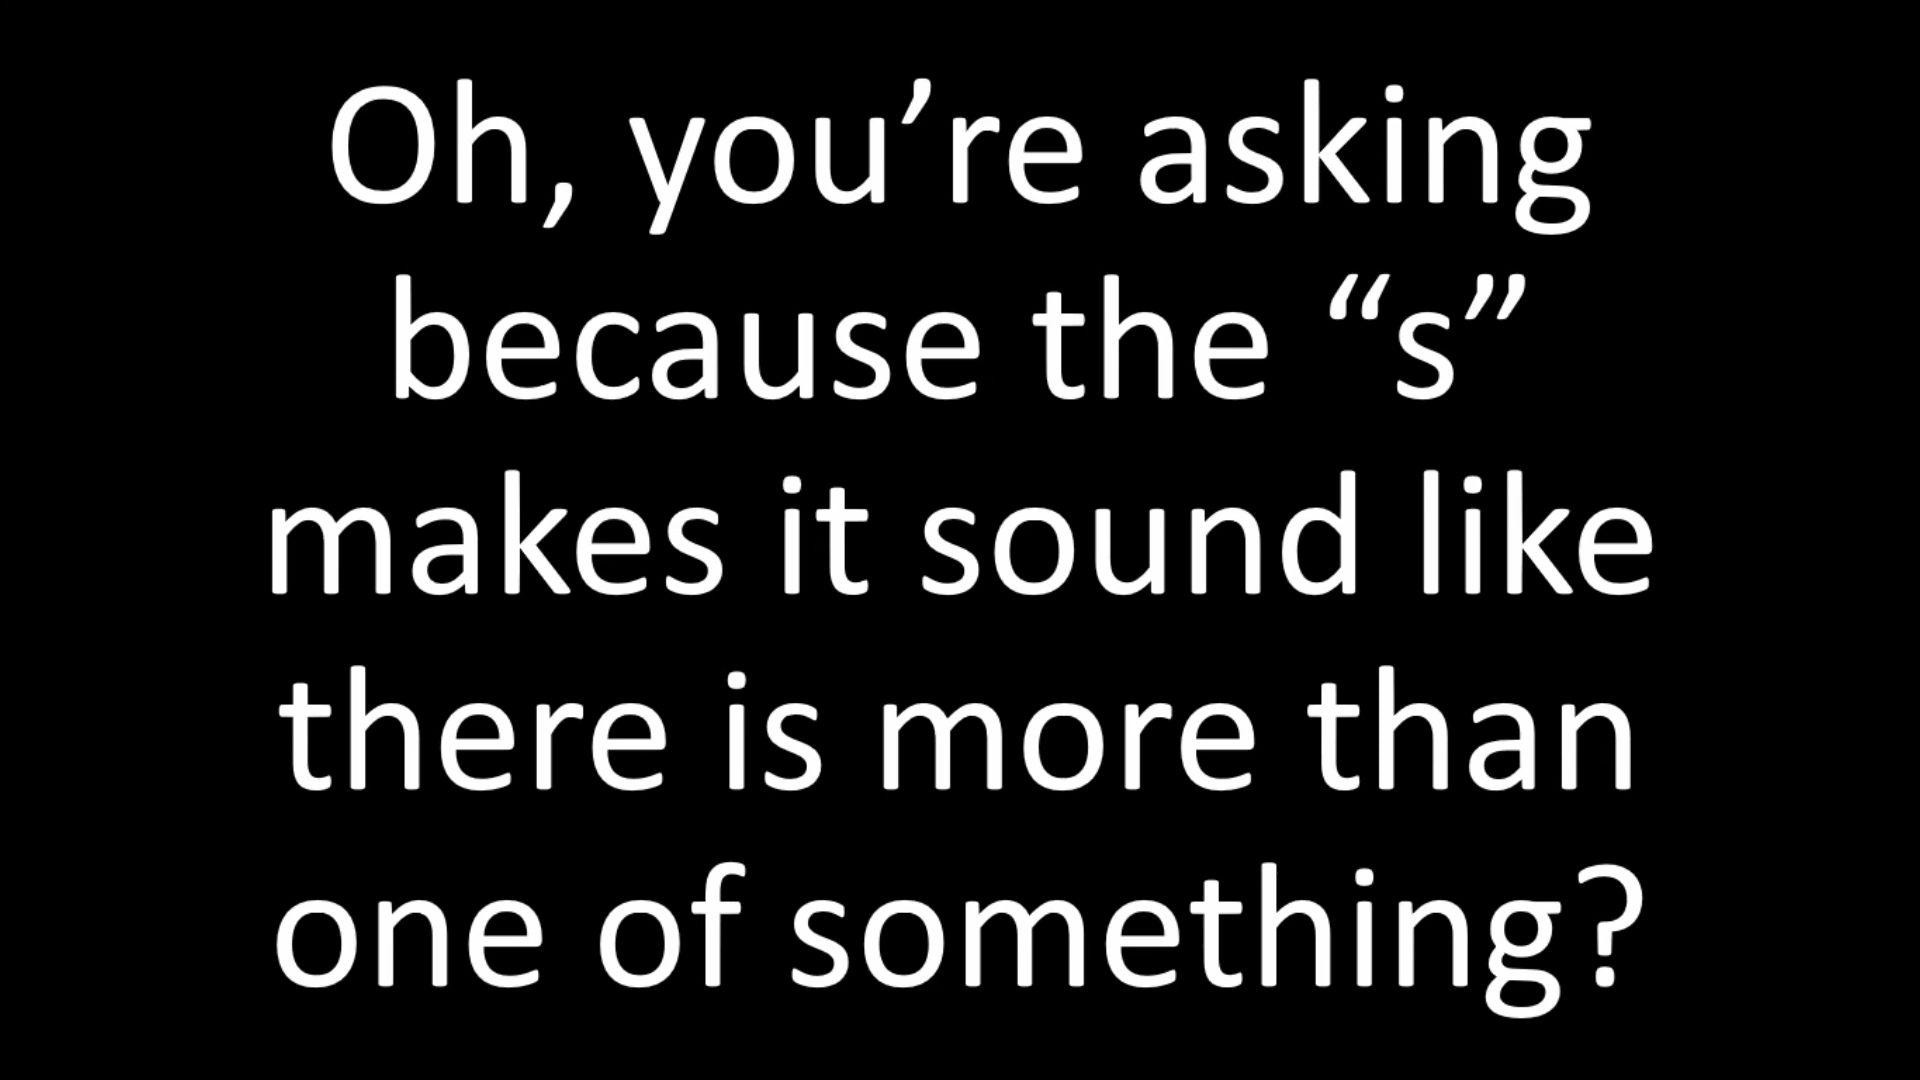 Oh, you’re asking
because the “s”
makes it sound like
there is more than
one of something?